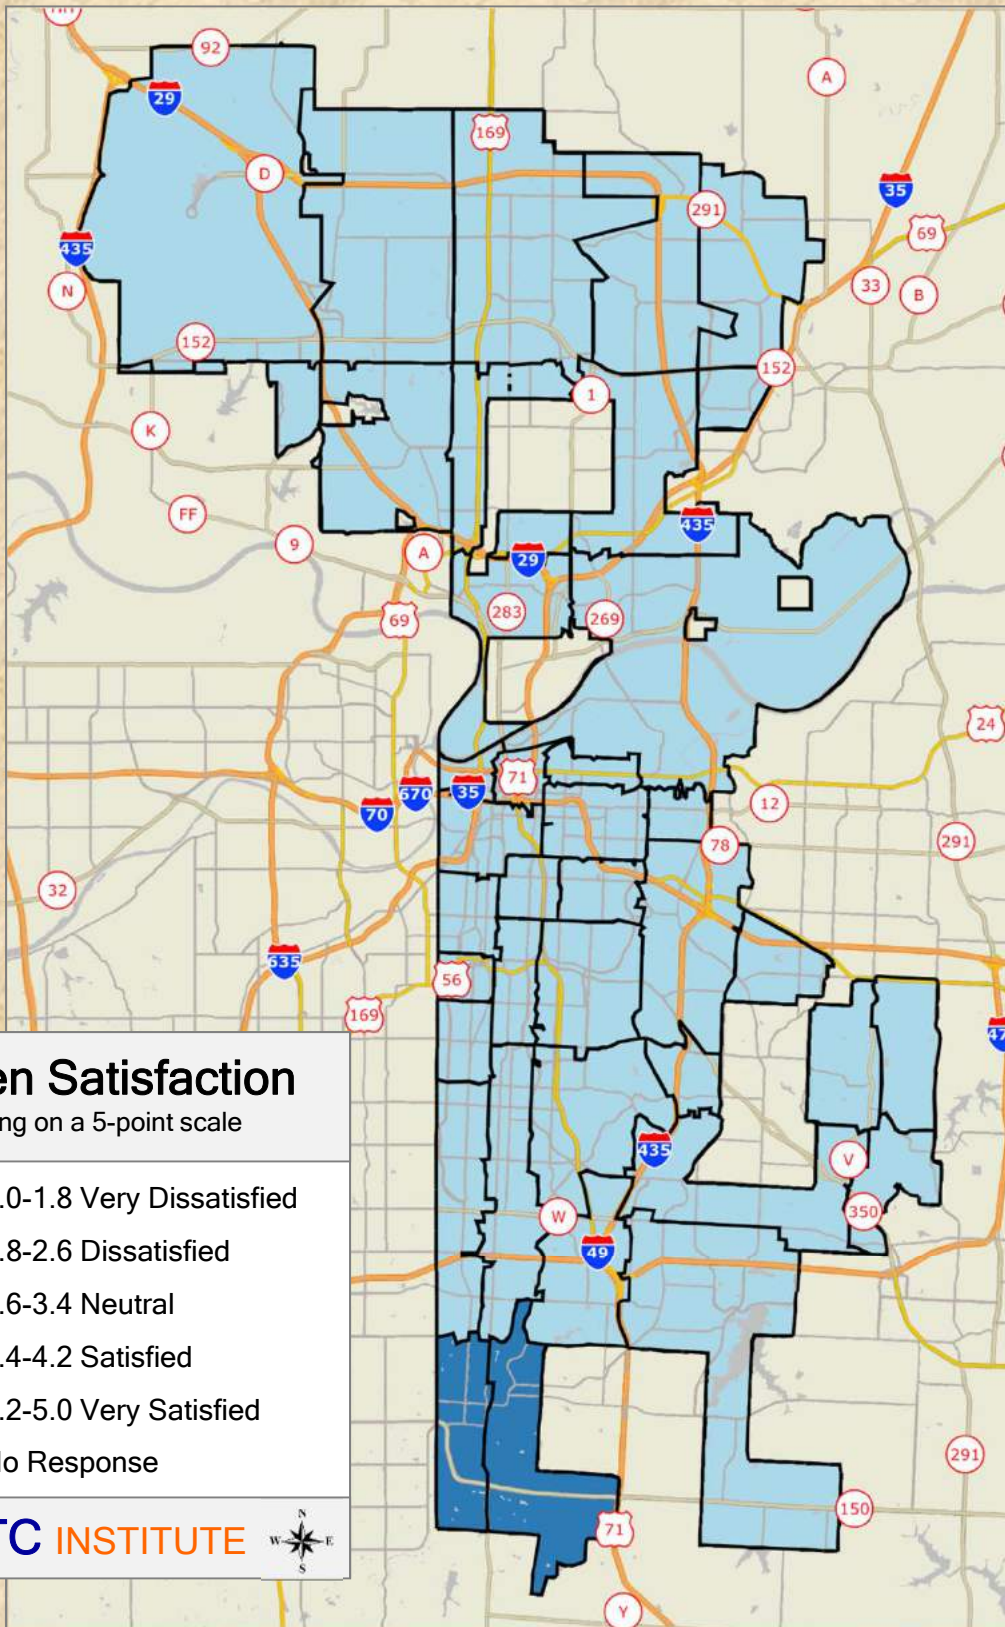 92
A
29
169
D
35
291
69
435
N
33
B
152
152
1
K
FF
9
A
435
29
283
269
69
24
71
670
35
70
12
78
291
32
635
56
169
47
en Satisfaction
ng on a 5-point scale
435
V
.0-1.8 Very Dissatisfied
350
W
.8-2.6 Dissatisfied
49
.6-3.4 Neutral
.4-4.2 Satisfied
.2-5.0 Very Satisfied
291
lo Response
150
TC INSTITUTE
N
W E
S
71
Y